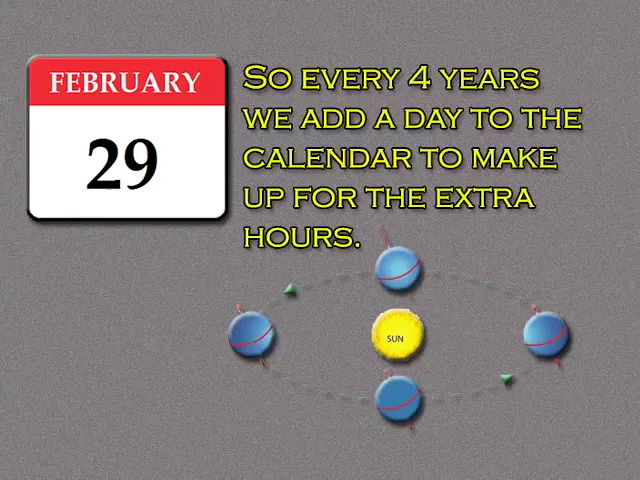 FEBRUARY
29
So every 4 years
we add a day to the
calendar to make
up for the extra
hours.
SUN